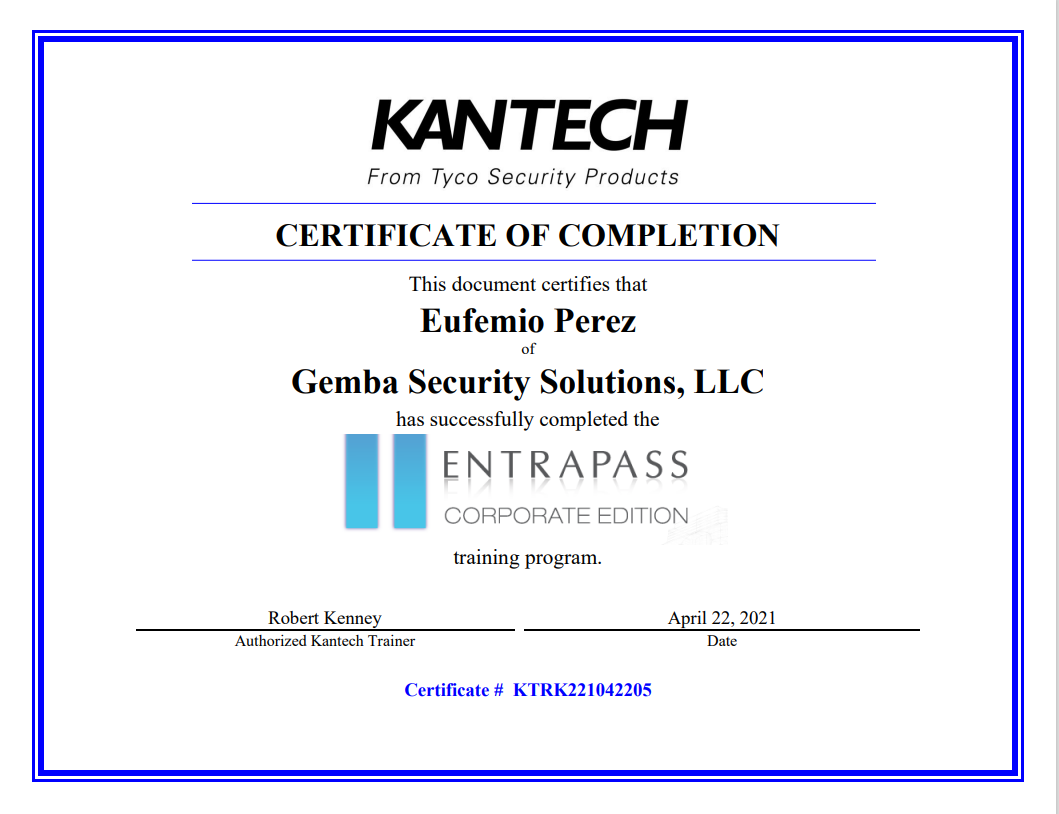 KANTECH
From Tyco Security Products
CERTIFICATE OF COMPLETION
This document certifies that
Eufemio Perez
of
Gemba Security Solutions, LLC
has successfully completed the
ENTRAPASS
CORPORATE EDITION
training program.
Robert Kenney April 22, 2021
Authorized Kantech Trainer Date
Certificate # KTRK221042205